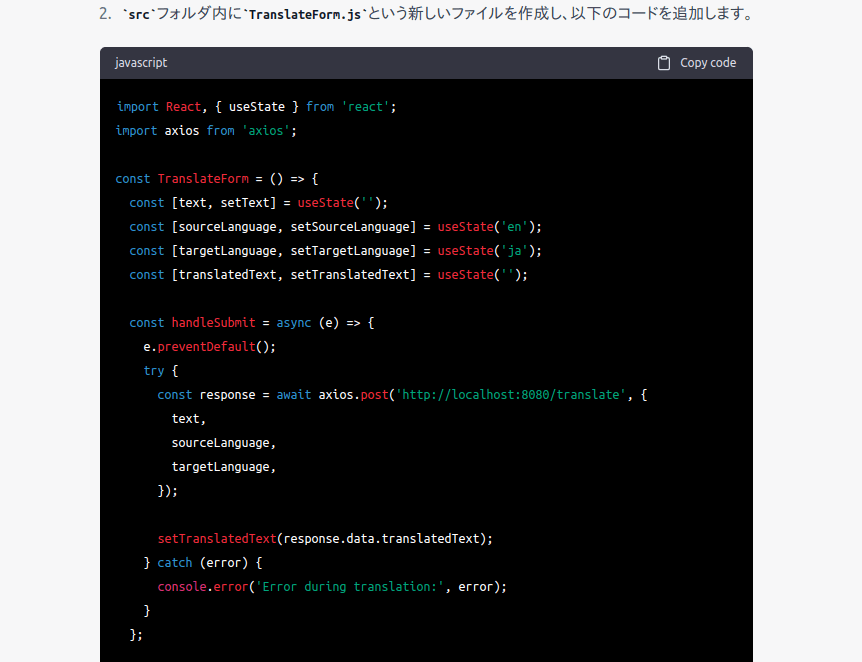 2. `src`フォルダ内に`TranslateForm.js`という新しいファイルを作成し、以下のコードを追加します。
javascript Copy code
import React, { useState } from 'react';
import axios from 'axios';
const TranslateForm = () => {
const [text, setText] = useState('');
const [sourceLanguage, setSourceLanguage] = useState('en');
const [targetLanguage, setTargetLanguage] = useState('ja');
const [translatedText, setTranslatedText] = useState('');
const handleSubmit = async (e) => {
e.preventDefault();
try {
const response = await axios.post('http://localhost:8080/translate', {
text,
sourceLanguage,
targetLanguage,
});
setTranslatedText(response.data.translatedText);
} catch (error) {
console.error('Error during translation:', error);
}
};